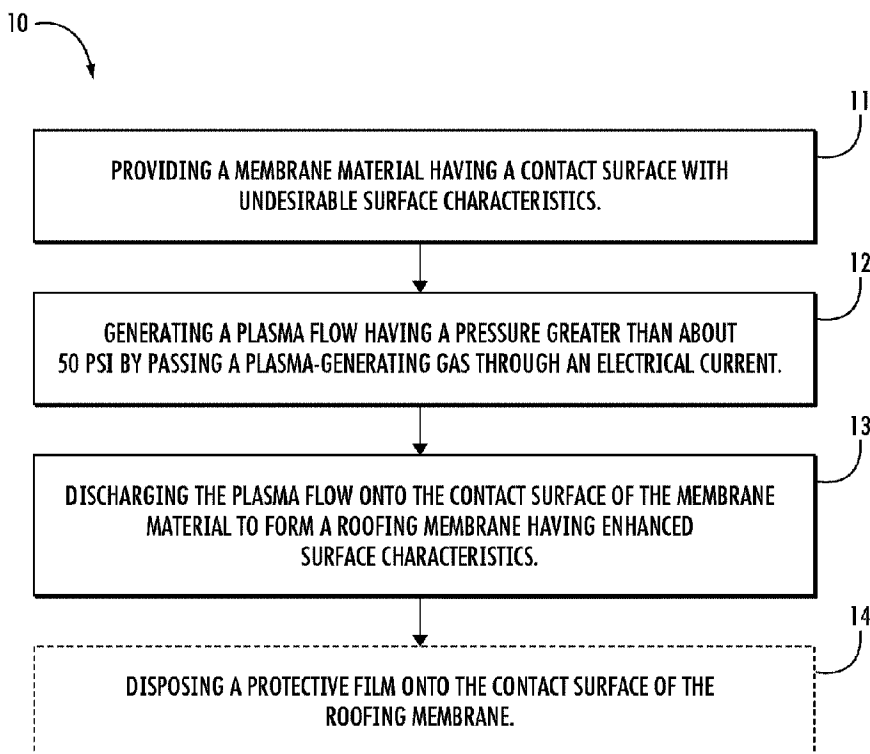 10
11
PROVIDING A MEMBRANE MATERIAL HAVING A CONTACT SURFACE WITH
UNDESIRABLE SURFACE CHARACTERISTICS.
12
GENERATING A PLASMA FLOW HAVING A PRESSURE GREATER THAN ABOUT
50 PSI BY PASSING A PLASMA-GENERATING GAS THROUGH AN ELECTRICAL CURRENT.
13
DISCHARGING THE PLASMA FLOW ONTO THE CONTACT SURFACE OF THE MEMBRANE
MATERIAL TO FORM A ROOFING MEMBRANE HAVING ENHANCED
SURFACE CHARACTERISTICS.
14
DISPOSING A PROTECTIVE FILM ONTO THE CONTACT SURFACE OF THE
ROOFING MEMBRANE.